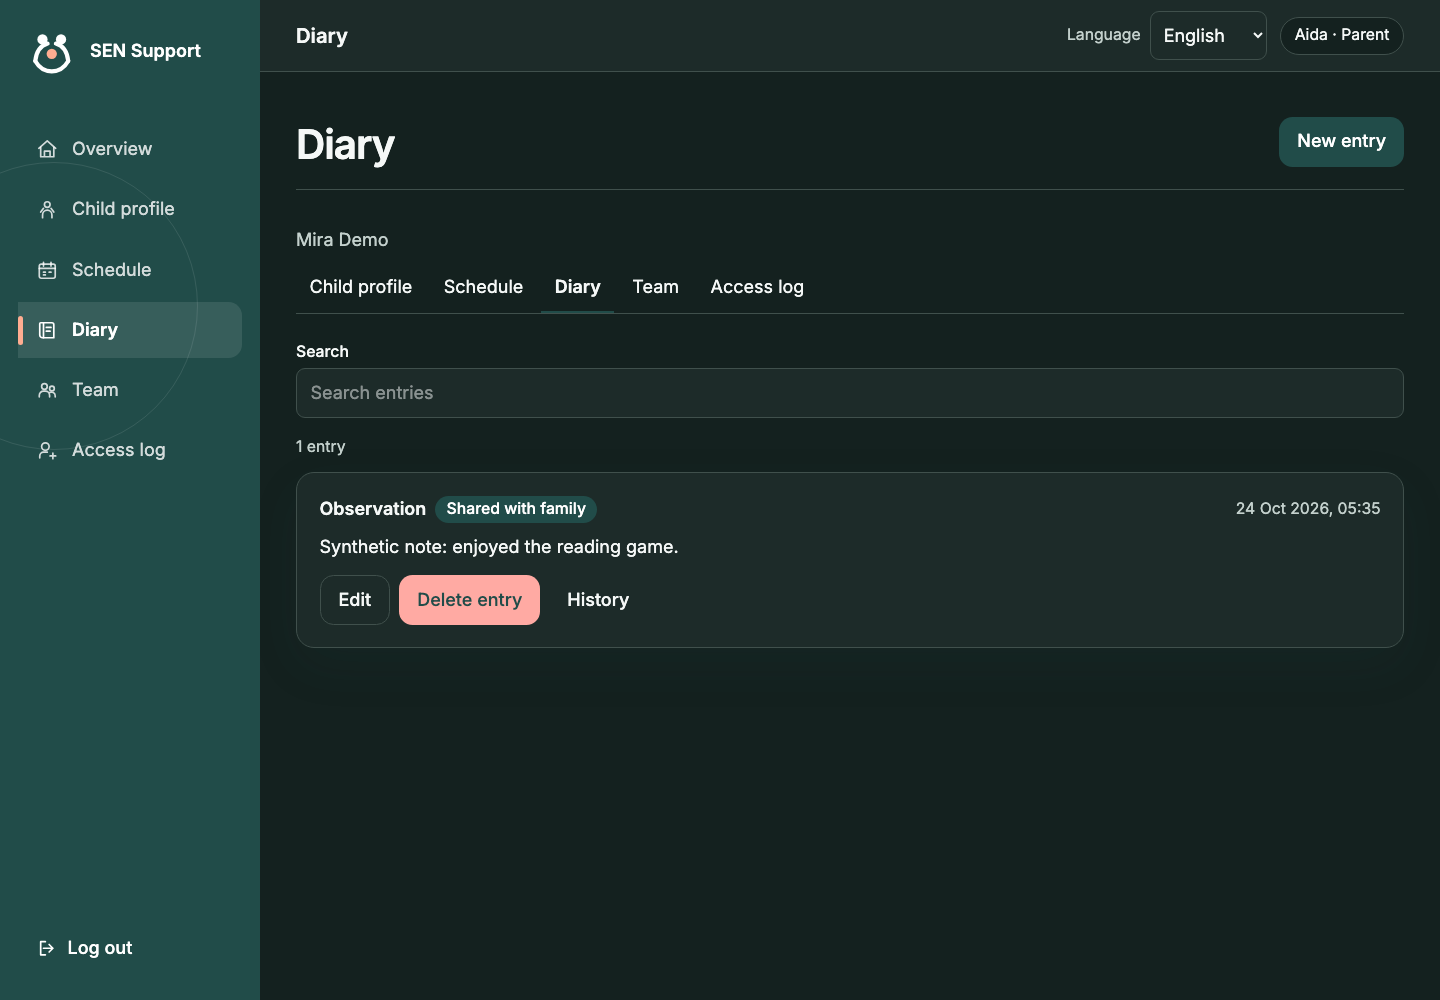 SEN Support
Overview
Child profile
Schedule
Diary
Team
Access log
Log out
Diary
Language
English
Aida · Parent
Diary
New entry
Mira Demo
Child profile Schedule Diary Team Access log
Search
Search entries
1 entry
Observation Shared with family 24 Oct 2026, 05:35
Synthetic note: enjoyed the reading game.
Edit Delete entry History